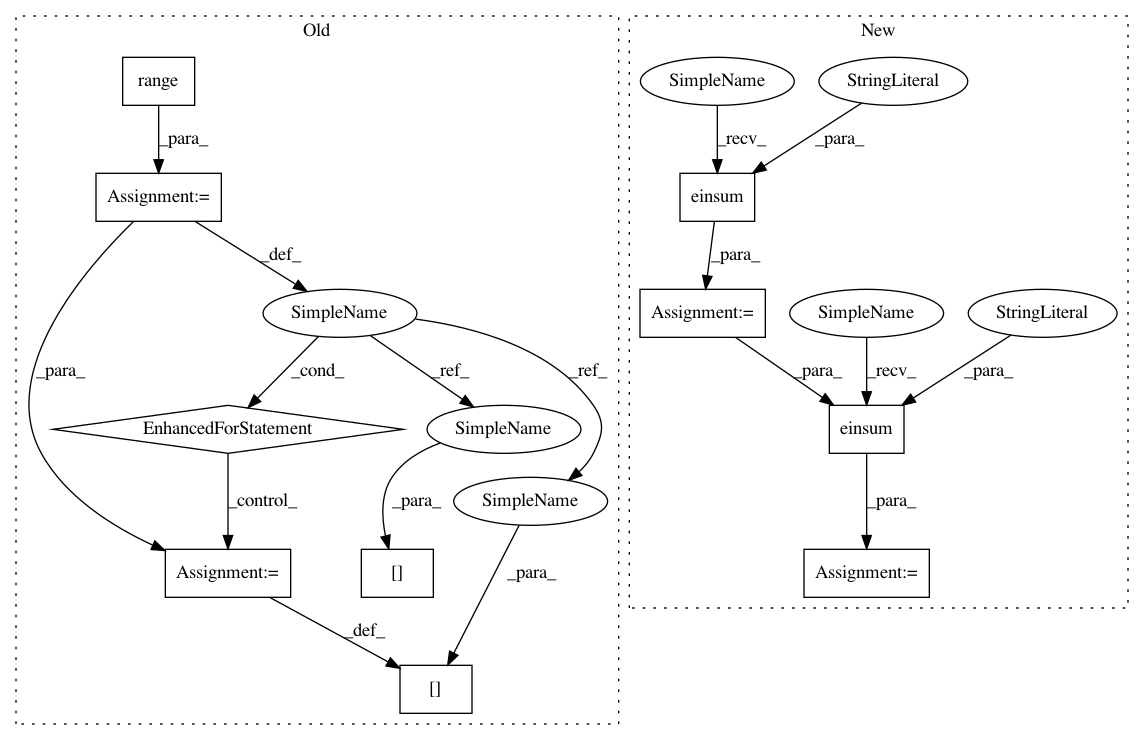 Old
New
range
SimpleName
StringLiteral
_para_
_recv_
_para_
Assignment:=
einsum
_def_
_para_
SimpleName
Assignment:=
SimpleName
StringLiteral
_para_
_cond_
_ref_
_ref_
_para_
_recv_
_para_
EnhancedForStatement
SimpleName
einsum
SimpleName
_control_
_para_
_para_
Assignment:=
[]
_para_
Assignment:=
_def_
[]